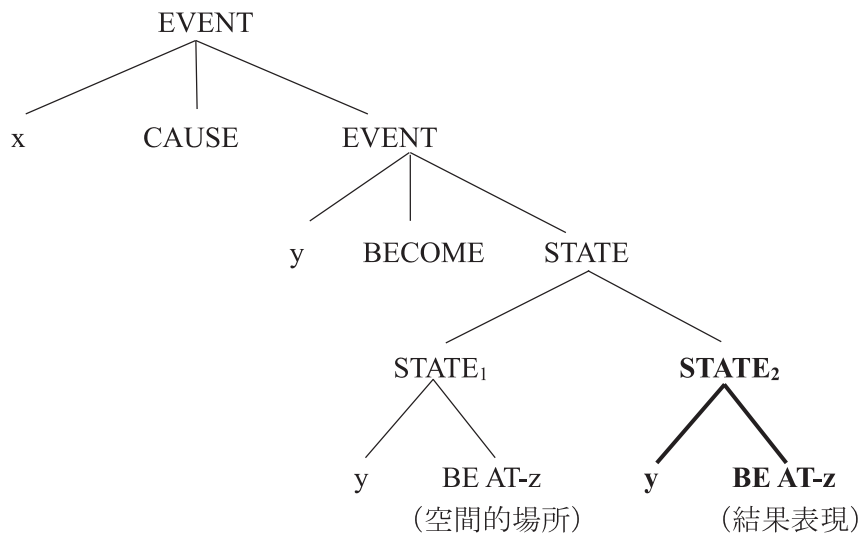 EVENT
x CAUSE EVENT
y BECOME STATE
STATE₁ STATE₂
y BE AT-z y BE AT-z
（空間的場所） （結果表現）